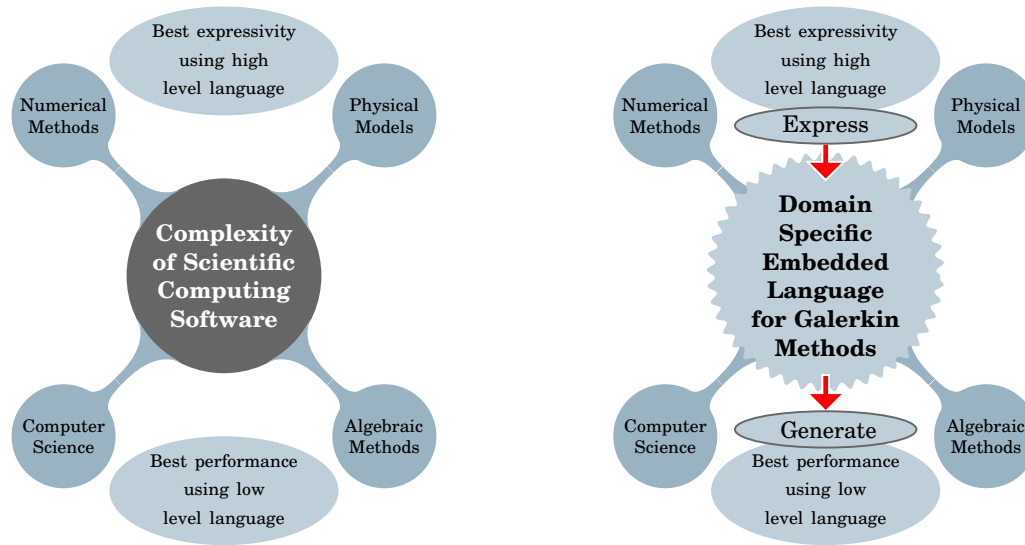 Best expressivity
using high
level language
Numerical
Methods
Physical
Models
Complexity
of Scientific
Computing
Software
Computer
Science
Algebraic
Methods
Best performance
using low
level language
Best expressivity
using high
level language
Numerical
Methods
Express
Physical
Models
Domain
Specific
Embedded
Language
for Galerkin
Methods
Computer
Science
Generate
Algebraic
Methods
Best performance
using low
level language